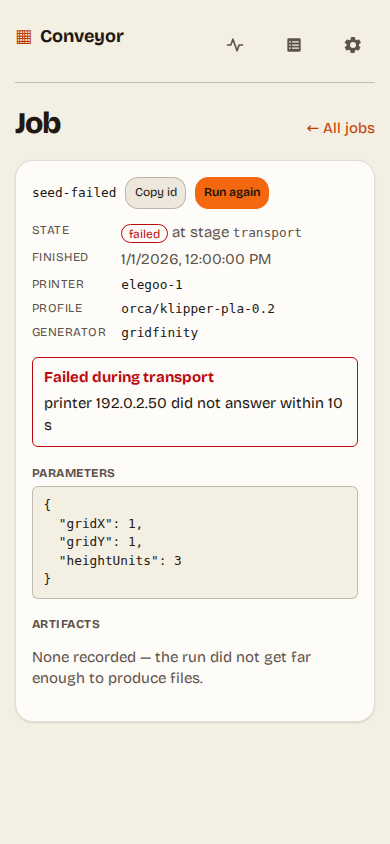 Conveyor
Job
← All jobs
seed-failed Copy id Run again
STATE failed at stage transport
FINISHED 1/1/2026, 12:00:00 PM
PRINTER elegoo-1
PROFILE orca/klipper-pla-0.2
GENERATOR gridfinity
Failed during transport
printer 192.0.2.50 did not answer within 10
s
PARAMETERS
{
  "gridX": 1,
  "gridY": 1,
  "heightUnits": 3
}
ARTIFACTS
None recorded — the run did not get far
enough to produce files.